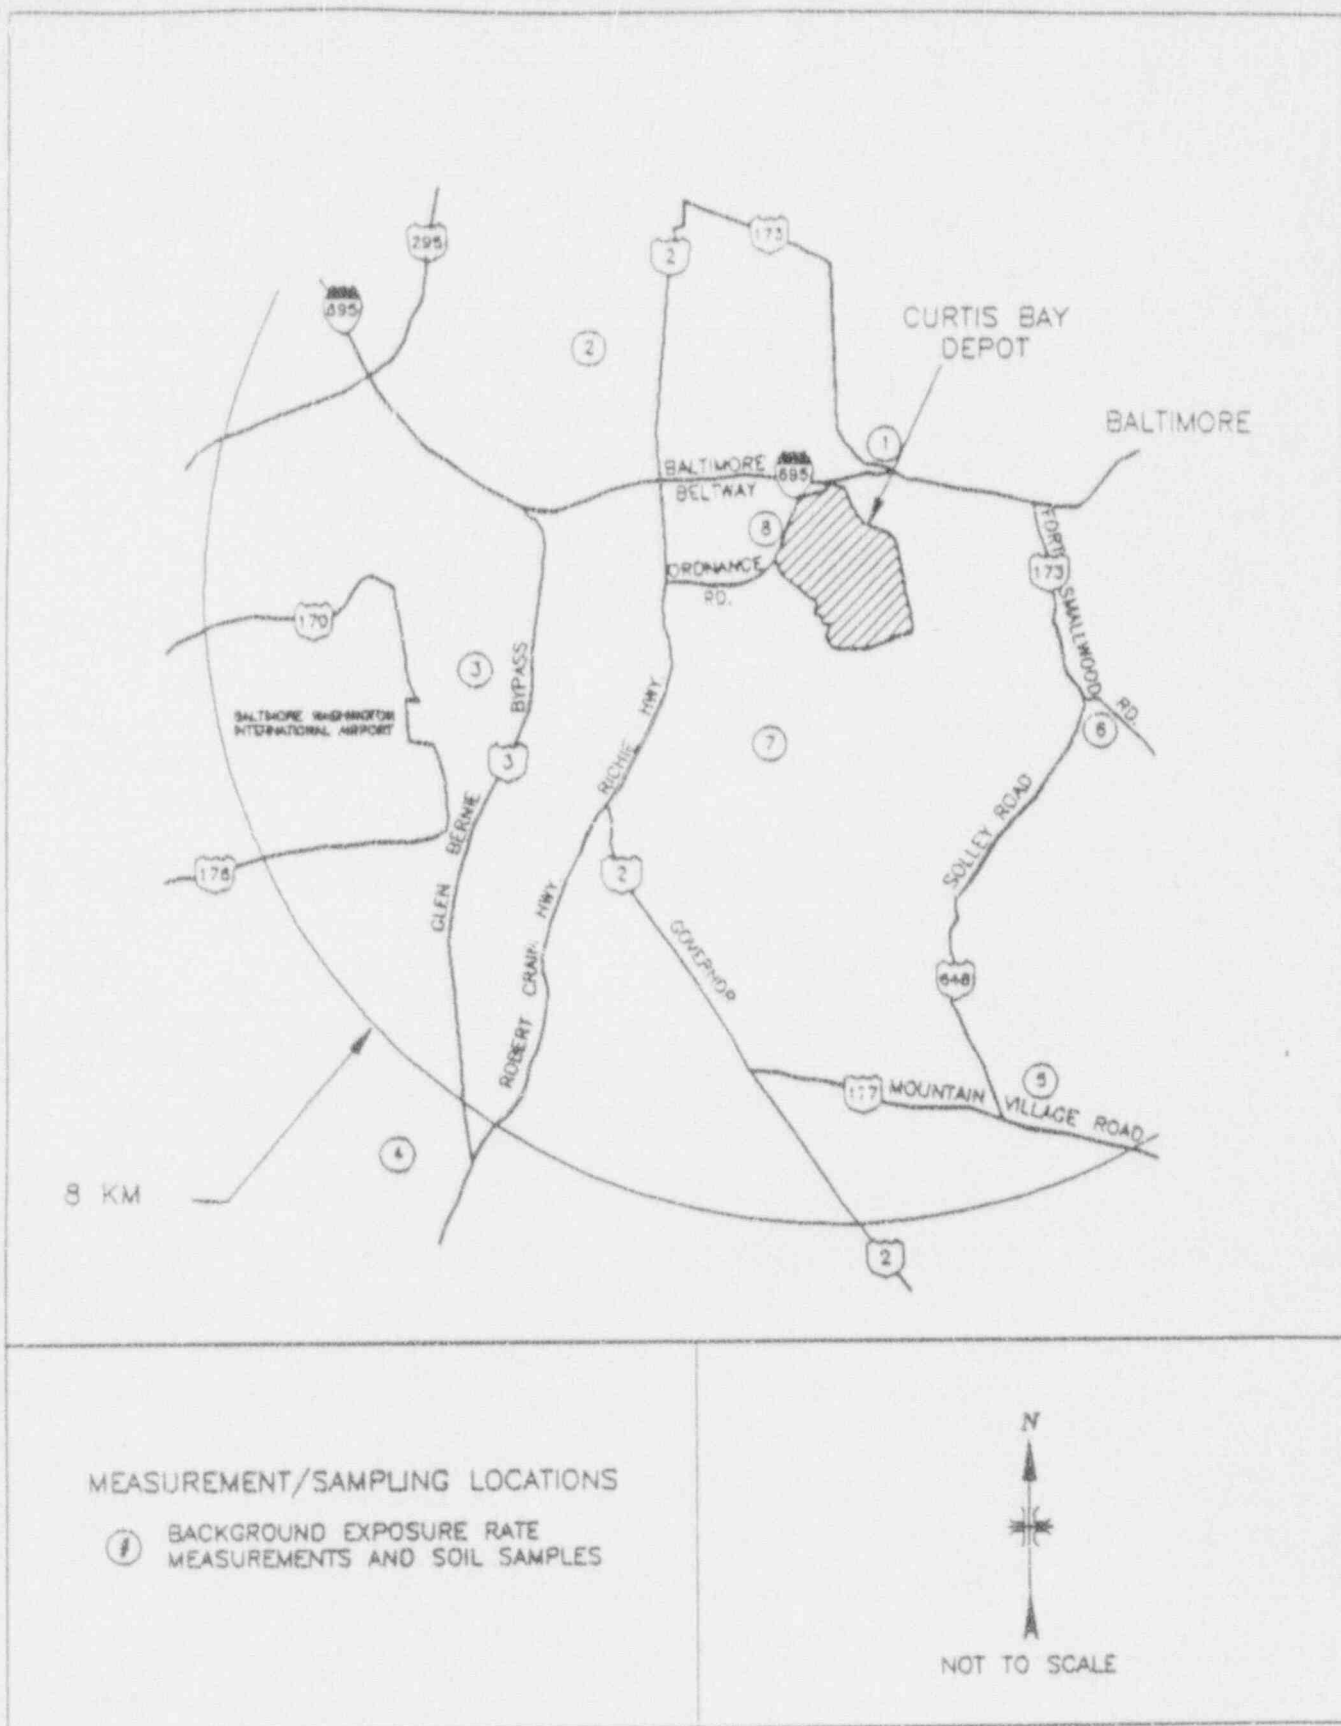 295
173
2
695
CURTIS BAY
DEPOT
2
BALTIMORE
1
BALTIMORE
BELTWAY
695
8
FORT SMALLWOOD RD.
173
ORDNANCE
RD.
170
3
BYPASS
BALTIMORE WASHINGTON
INTERNATIONAL AIRPORT
RICHIE HWY
7
6
3
GLEN BERNIE
SOLLEY ROAD
176
2
ROBERT CRAIN HWY
GOVERNOR
648
5
177
MOUNTAIN VILLAGE ROAD
4
8 KM
2
MEASUREMENT/SAMPLING LOCATIONS
#
BACKGROUND EXPOSURE RATE
MEASUREMENTS AND SOIL SAMPLES
N
NOT TO SCALE